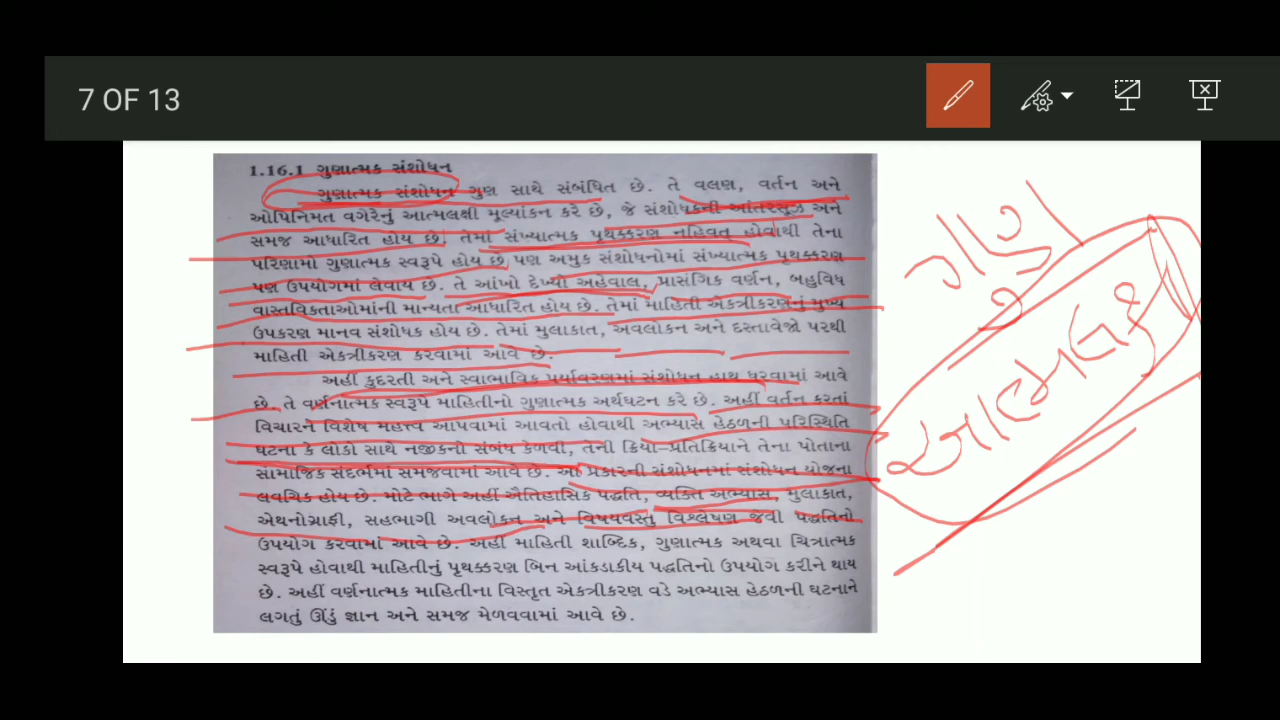 7 OF 13
1.16.1 ગુણાત્મક સંશોધન
ગુણાત્મક સંશોધન ગુણ સાથે સંબંધિત છે. તે વલણ, વર્તન અને
ઓપિનિમત વગેરેનું આત્મલક્ષી મૂલ્યાંકન કરે છે, જે સંશોધકની આંતરસૂઝ અને
સમજ આધારિત હોય છે. તેમાં સંખ્યાત્મક પૃથક્કરણ નહિવત્ હોવાથી તેના
પરિણામો ગુણાત્મક સ્વરૂપે હોય છે પણ અમુક સંશોધનોમાં સંખ્યાત્મક પૃથક્કરણ
પણ ઉપયોગમાં લેવાય છે. તે આંખો દેખ્યો અહેવાલ, પ્રાસંગિક વર્ણન, બહુવિધ
વાસ્તવિકતાઓમાંની માન્યતા આધારિત હોય છે. તેમાં માહિતી એકત્રીકરણનું મુખ્ય
ઉપકરણ માનવ સંશોધક હોય છે. તેમાં મુલાકાત, અવલોકન અને દસ્તાવેજો પરથી
માહિતી એકત્રીકરણ કરવામાં આવે છે.
અહીં કુદરતી અને સ્વાભાવિક પર્યાવરણમાં સંશોધન હાથ ધરવામાં આવે
છે. તે વર્ણનાત્મક સ્વરૂપે માહિતીનો ગુણાત્મક અર્થઘટન કરે છે. અહીં વર્તન કરતાં
વિચારને વિશેષ મહત્ત્વ આપવામાં આવતો હોવાથી અભ્યાસ હેઠળની પરિસ્થિતિ
ઘટના કે લોકો સાથે નજીકનો સંબંધ કેળવી, તેની ક્રિયા-પ્રતિક્રિયાને તેના પોતાના
સામાજિક સંદર્ભમાં સમજવામાં આવે છે. આ પ્રકારની સંશોધનમાં સંશોધન યોજના
લવચિક હોય છે. મોટે ભાગે અહીં ઐતિહાસિક પદ્ધતિ, વ્યક્તિ અભ્યાસ, મુલાકાત,
એથનોગ્રાફી, સહભાગી અવલોકન અને વિષયવસ્તુ વિશ્લેષણ જેવી પદ્ધતિનો
ઉપયોગ કરવામાં આવે છે. અહીં માહિતી શાબ્દિક, ગુણાત્મક અથવા ચિત્રાત્મક
સ્વરૂપે હોવાથી માહિતીનું પૃથક્કરણ બિન આંકડાકીય પદ્ધતિનો ઉપયોગ કરીને થાય
છે. અહીં વર્ણનાત્મક માહિતીના વિસ્તૃત એકત્રીકરણ વડે અભ્યાસ હેઠળની ઘટનાને
લગતું ઊંડું જ્ઞાન અને સમજ મેળવવામાં આવે છે.